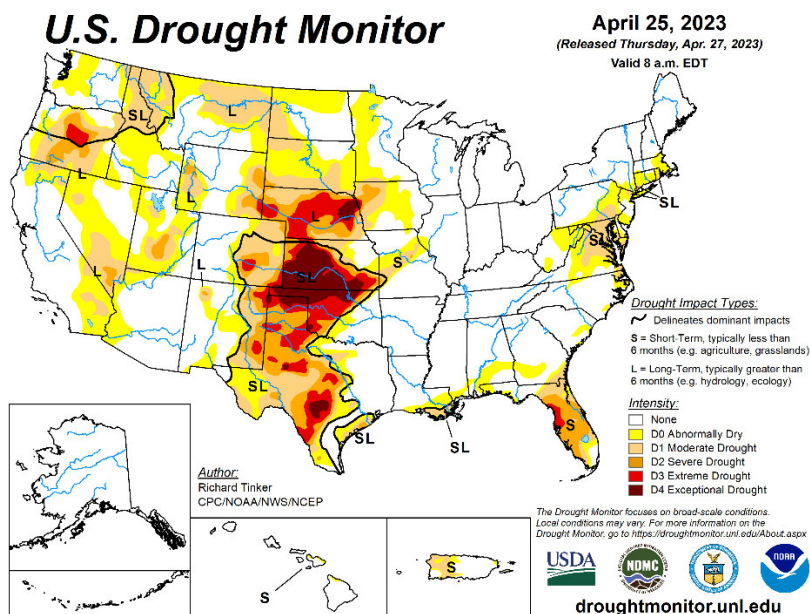 U.S. Drought Monitor
April 25, 2023
(Released Thursday, Apr. 27, 2023)
Valid 8 a.m. EDT
SL
L
L
L
L
L
L
SL
S
SL
SL
SL
SL
SL
S
Drought Impact Types:
Delineates dominant impacts
S = Short-Term, typically less than
6 months (e.g. agriculture, grasslands)
L = Long-Term, typically greater than
6 months (e.g. hydrology, ecology)
Intensity:
None
D0 Abnormally Dry
D1 Moderate Drought
D2 Severe Drought
D3 Extreme Drought
D4 Exceptional Drought
Author:
Richard Tinker
CPC/NOAA/NWS/NCEP
S
S
The Drought Monitor focuses on broad-scale conditions.
Local conditions may vary. For more information on the
Drought Monitor, go to https://droughtmonitor.unl.edu/About.aspx
USDA
NDMC
NOAA
droughtmonitor.unl.edu